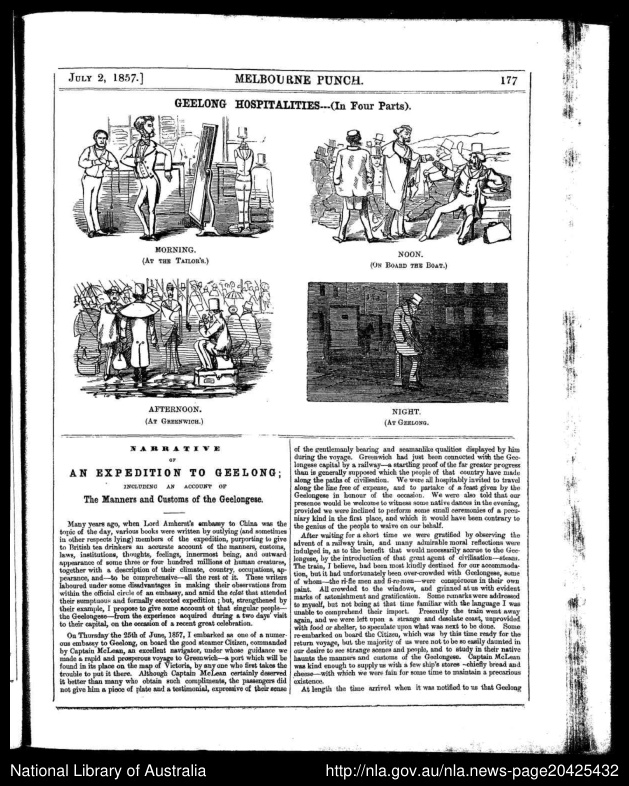 JULY 2, 1857.]
MELBOURNE PUNCH.
177
GEELONG HOSPITALITIES---(In Four Parts).
MORNING.
(AT THE TAILOR'S.)
NOON.
(ON BOARD THE BOAT.)
AFTERNOON.
(AT GREENWICH.)
NIGHT.
(AT GEELONG.
NARRATIVE
OF
AN EXPEDITION TO GEELONG;
INCLUDING AN ACCOUNT OF
The Manners and Customs of the Geelongese.
Many years ago, when Lord Amherst's embassy to China was the
topic of the day, various books were written by outlying (and sometimes
in other respects lying) members of the expedition, purporting to give
to British tea drinkers an accurate account of the manners, customs,
laws, institutions, thoughts, feelings, innermost being, and outward
appearance of some three or four hundred millions of human creatures,
together with a description of their climate, country, occupations, ap-
pearance, and—to be comprehensive—all the rest of it. These writers
laboured under some disadvantages in making their observations from
within the official circle of an embassy, and amid the eclat that attended
their sumptuous and formally escorted expedition; but, strengthened by
their example, I propose to give some account of that singular people—
the Geelongese—from the experience acquired during a two days' visit
to their capital, on the occasion of a recent great celebration.
On Thursday the 25th of June, 1857, I embarked as one of a numer-
ous embassy to Geelong, on board the good steamer Citizen, commanded
by Captain McLean, an excellent navigator, under whose guidance we
made a rapid and prosperous voyage to Greenwich—a port which will be
found in its place on the map of Victoria, by any one who first takes the
trouble to put it there. Although Captain McLean certainly deserved
it better than many who obtain such compliments, the passengers did
not give him a piece of plate and a testimonial, expressive of their sense
of the gentlemanly bearing and seamanlike qualities displayed by him
during the voyage. Greenwich had just been connected with the Gee-
longese capital by a railway—a startling proof of the far greater progress
than is generally supposed which the people of that country have made
along the paths of civilisation. We were all hospitably invited to travel
along the line free of expense, and to partake of a feast given by the
Geelongese in honour of the occasion. We were also told that our
presence would be welcome to witness some native dances in the evening,
provided we were inclined to perform some small ceremonies of a pecu-
niary kind in the first place, and which it would have been contrary to
the genius of the people to waive on our behalf.
After waiting for a short time we were gratified by observing the
advent of a railway train, and many admirable moral reflections were
indulged in, as to the benefit that would necessarily accrue to the Gee-
longese, by the introduction of that great agent of civilisation—steam.
The train, I believe, had been most kindly destined for our accommoda-
tion, but it had unfortunately been over-crowded with Geelongese, some
of whom—the ri-fle men and fi-re-men—were conspicuous in their own
paint. All crowded to the windows, and grinned at us with evident
marks of astonishment and gratification. Some remarks were addressed
to myself, but not being at that time familiar with the language I was
unable to comprehend their import. Presently the train went away
again, and we were left upon a strange and desolate coast, unprovided
with food or shelter, to speculate upon what was next to be done. Some
re-embarked on board the Citizen, which was by this time ready for the
return voyage, but the majority of us were not to be so easily daunted in
our desire to see strange scenes and people, and to study in their native
haunts the manners and customs of the Geelongese. Captain McLean
was kind enough to supply us with a few ship's stores—chiefly bread and
cheese—with which we were fain for some time to maintain a precarious
existence.
At length the time arrived when it was notified to us that Geelong
National Library of Australia
http://nla.gov.au/nla.news-page20425432